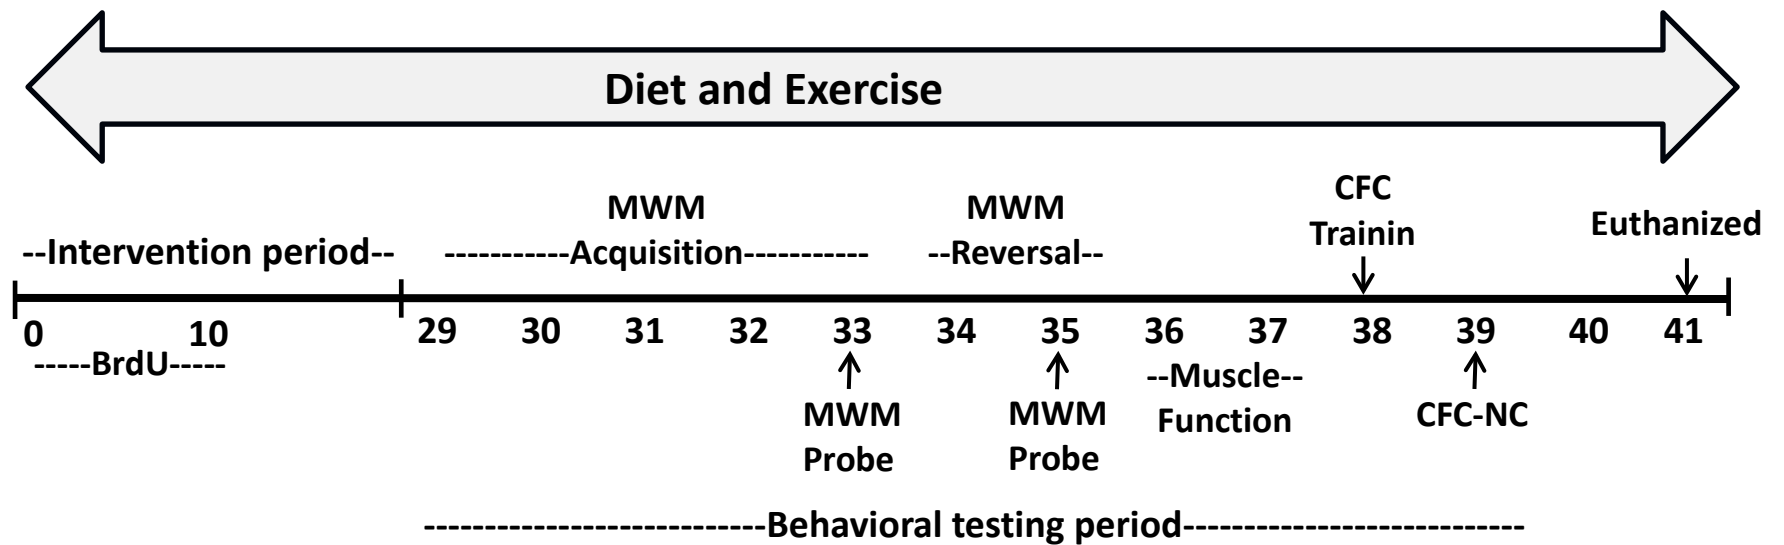 Diet and Exercise
MWM
--Acquisition--
MWM
--Reversal--
CFC
Trainin
Euthanized
--Intervention period--
0 10 29 30 31 32 33 34 35 36 37 38 39 40 41
-----BrdU-----
MWM
Probe
MWM
Probe
--Muscle--
Function
CFC-NC
--Behavioral testing period--